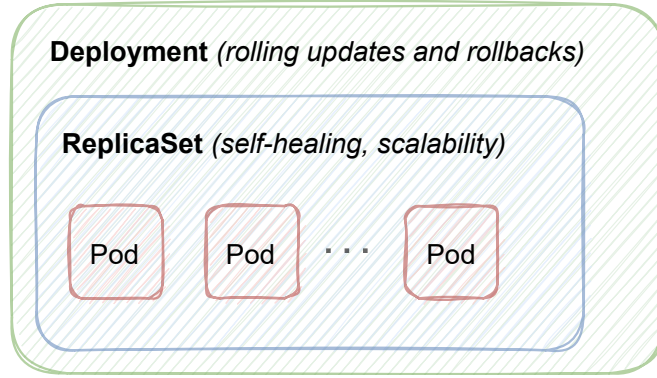 Deployment (rolling updates and rollbacks)
ReplicaSet (self-healing, scalability)
Pod Pod ... Pod